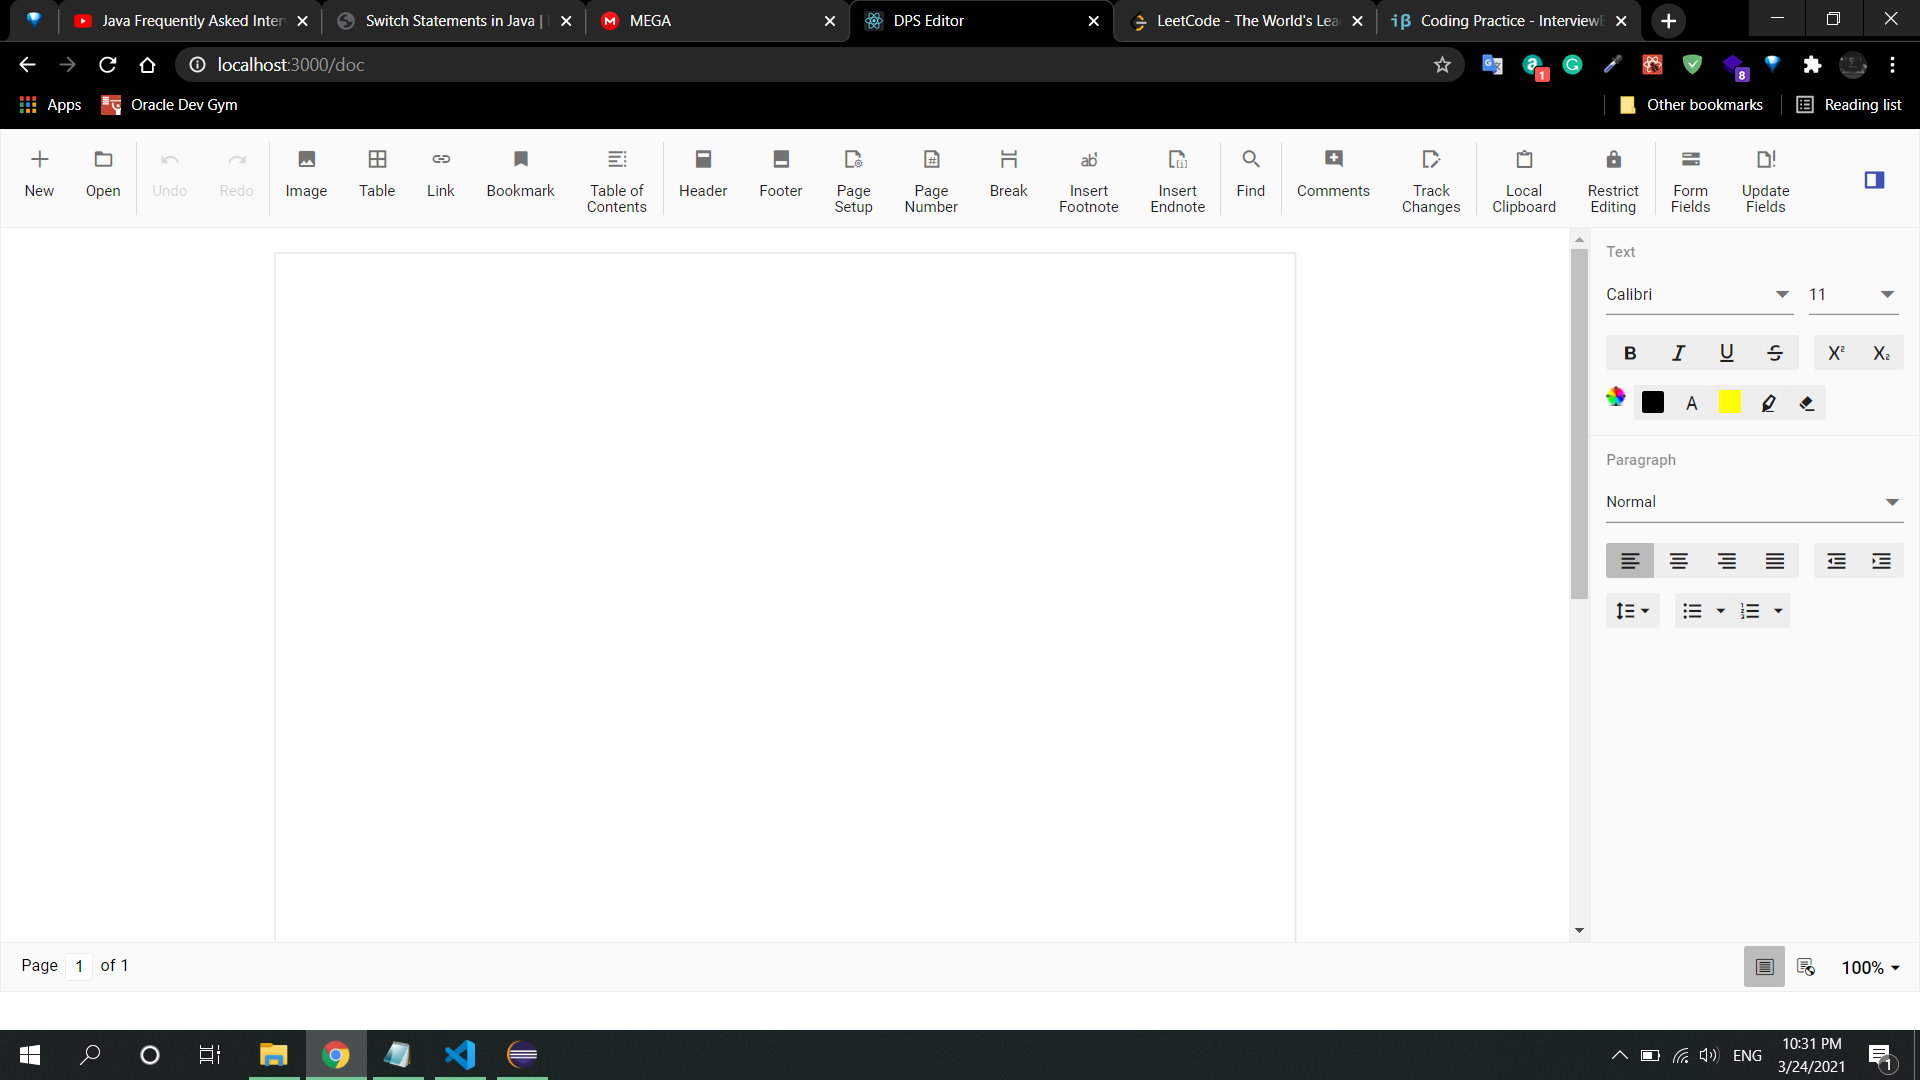 Java Frequently Asked Inter
Switch Statements in Java |
MEGA
DPS Editor
LeetCode - The World's Lea
Coding Practice - Interview
localhost:3000/doc
1
8
Apps
Oracle Dev Gym
Other bookmarks
Reading list
New
Open
Undo
Redo
Image
Table
Link
Bookmark
Table of
Contents
Header
Footer
Page
Setup
Page
Number
Break
Insert
Footnote
Insert
Endnote
Find
Comments
Track
Changes
Local
Clipboard
Restrict
Editing
Form
Fields
Update
Fields
Text
Calibri
11
B I U S X² X₂
A
Paragraph
Normal
Page 1 of 1
100%
ENG
10:31 PM
3/24/2021
1